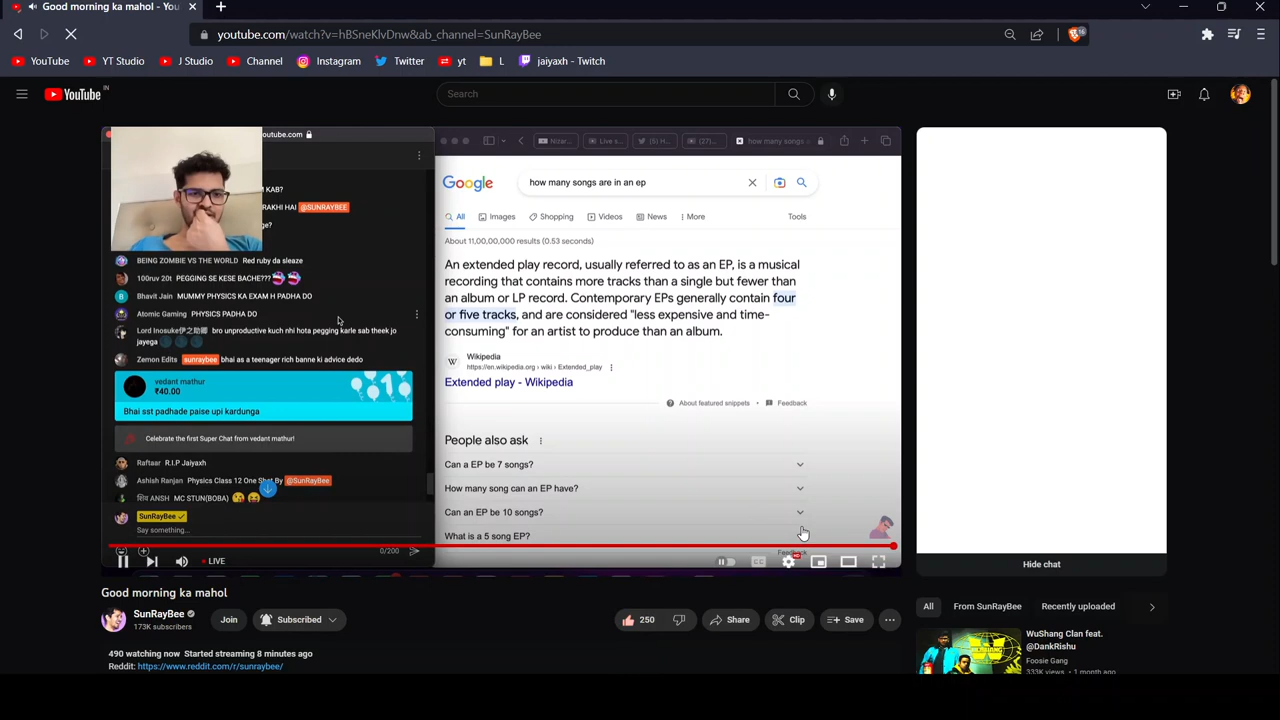 Good morning ka mahol - You
youtube.com/watch?v=hBSneKlvDnw&ab_channel=SunRayBee
YouTube YT Studio J Studio Channel Instagram Twitter yt L jaiyaxh - Twitch
YouTube IN
Search
outube.com
KAB?
RAKHI HAI @SUNRAYBEE
ge?
BEING ZOMBIE VS THE WORLD Red ruby da sleaze
100ruv 20t PEGGING SE KESE BACHE???
Bhavit Jain MUMMY PHYSICS KA EXAM H PADHA DO
Atomic Gaming PHYSICS PADHA DO
Lord Inosuke伊之助 bro unproductive kuch nhi hota pegging karle sab theek jo
jayega
Zemon Edits sunraybee bhai as a teenager rich banne ki advice dedo
vedant mathur
₹40.00
Bhai sst padhade paise upi kardunga
Celebrate the first Super Chat from vedant mathur!
Raftaar R.I.P Jaiyaxh
Ashish Ranjan Physics Class 12 One Shot By @SunRayBee
शिव ANSH MC STUN(BOBA)
SunRayBee
Say something...
0/200
LIVE
Nizar... Live s... (5) H... (27)... how many songs
Google
how many songs are in an ep
All Images Shopping Videos News More Tools
About 11,00,00,000 results (0.53 seconds)
An extended play record, usually referred to as an EP, is a musical
recording that contains more tracks than a single but fewer than
an album or LP record. Contemporary EPs generally contain four
or five tracks, and are considered "less expensive and time-
consuming" for an artist to produce than an album.
W Wikipedia
https://en.wikipedia.org › wiki › Extended_play
Extended play - Wikipedia
About featured snippets Feedback
People also ask
Can a EP be 7 songs?
How many song can an EP have?
Can an EP be 10 songs?
What is a 5 song EP?
Feedback
Good morning ka mahol
SunRayBee
173K subscribers
Join
Subscribed
250
Share
Clip
Save
490 watching now Started streaming 8 minutes ago
Reddit: https://www.reddit.com/r/sunraybee/
Hide chat
All From SunRayBee Recently uploaded
WuShang Clan feat.
@DankRishu
Foosie Gang
333K views • 1 month ago